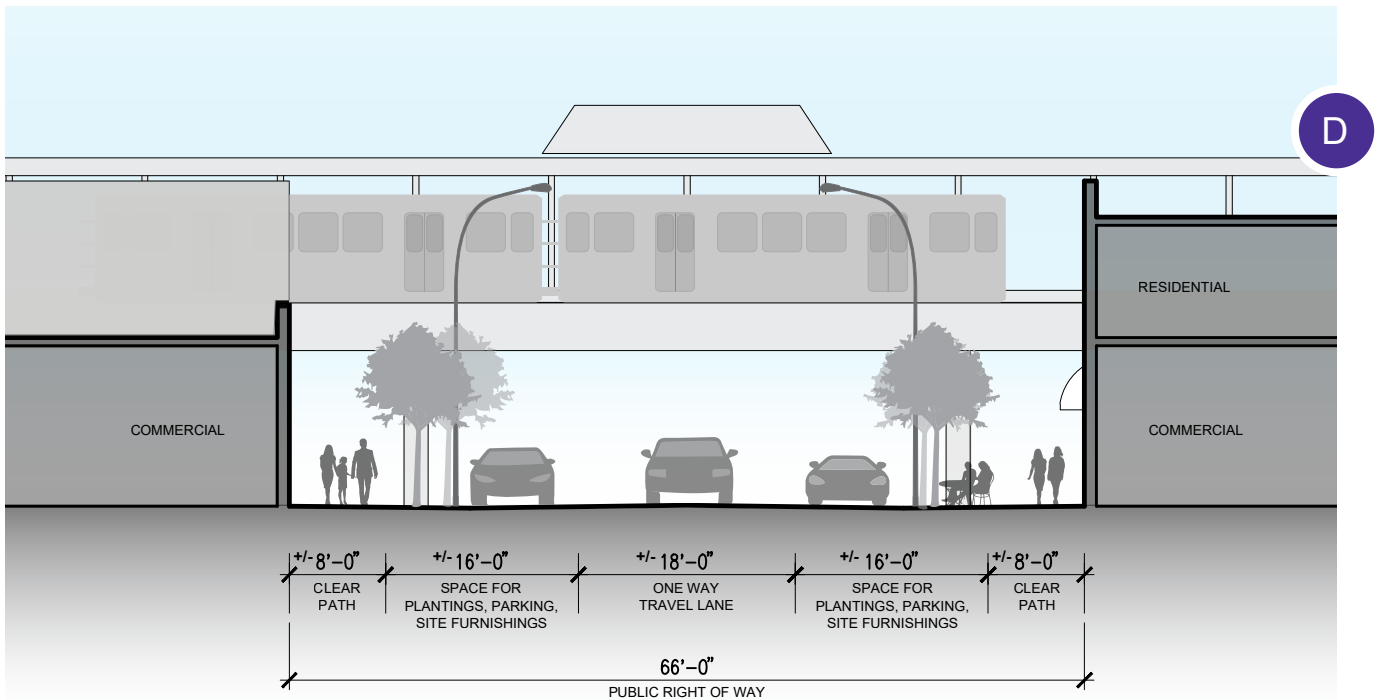 D
RESIDENTIAL
COMMERCIAL
COMMERCIAL
+/- 8'-0"
+/- 16'-0"
+/- 18'-0"
+/- 16'-0"
+/- 8'-0"
CLEAR
PATH
SPACE FOR
PLANTINGS, PARKING,
SITE FURNISHINGS
ONE WAY
TRAVEL LANE
SPACE FOR
PLANTINGS, PARKING,
SITE FURNISHINGS
CLEAR
PATH
66'-0"
PUBLIC RIGHT OF WAY